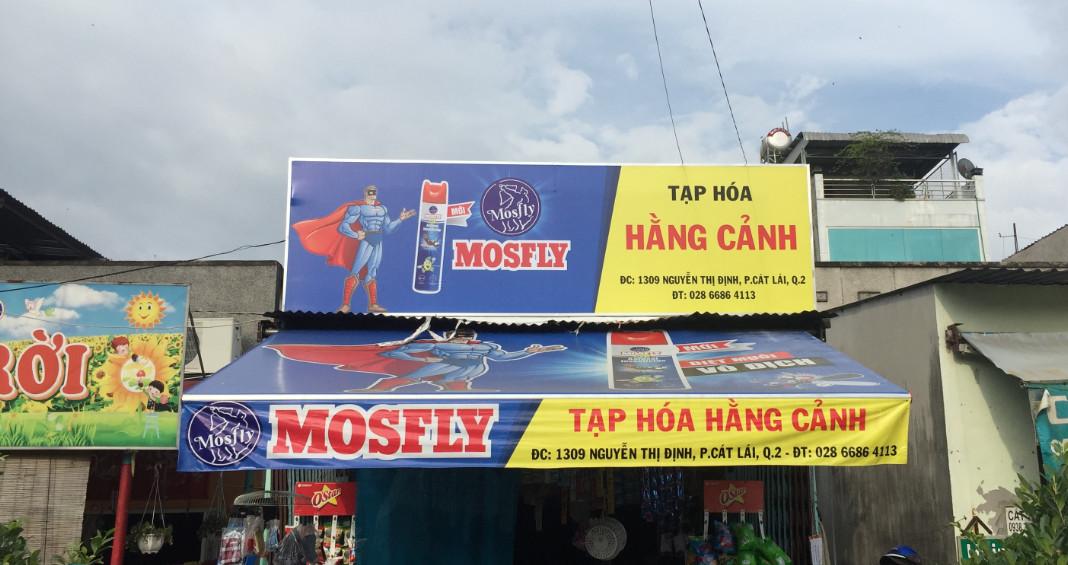 TẠP HÓA
HẰNG CẢNH
ĐC: 1309 NGUYỄN THỊ ĐỊNH, P.CÁT LÁI, Q.2
ĐT: 028 6686 4113
MỚI
Mosfly
MOSFLY
RỜI
MOSFLY
MỚI
DIỆT MUỖI
VÔ ĐỊCH
Mosfly
MOSFLY
TẠP HÓA HẰNG CẢNH
ĐC: 1309 NGUYỄN THỊ ĐỊNH, P.CÁT LÁI, Q.2 - ĐT: 028 6686 4113
O'Star
O'Star